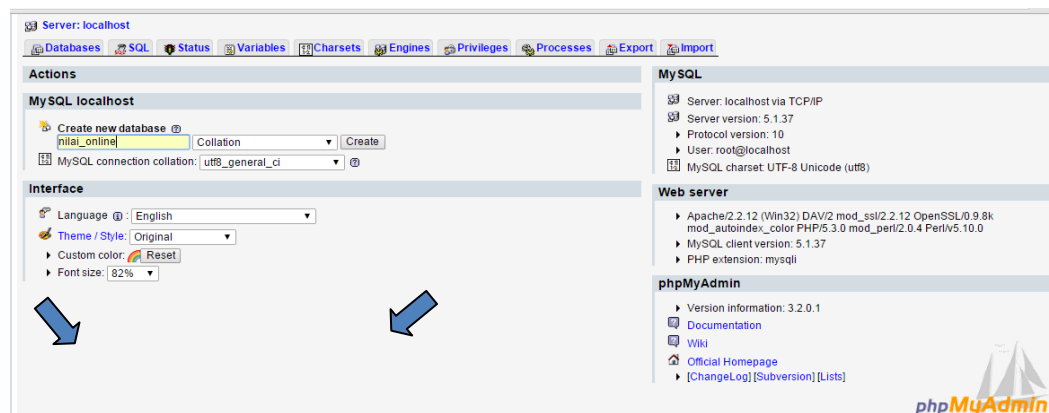 Server: localhost
Databases SQL Status Variables Charsets Engines Privileges Processes Export Import
Actions
MySQL localhost
Create new database
nilai_online Collation Create
MySQL connection collation: utf8_general_ci
Interface
Language : English
Theme / Style: Original
Custom color: Reset
Font size: 82%
MySQL
Server: localhost via TCP/IP
Server version: 5.1.37
Protocol version: 10
User: root@localhost
MySQL charset: UTF-8 Unicode (utf8)
Web server
Apache/2.2.12 (Win32) DAV/2 mod_ssl/2.2.12 OpenSSL/0.9.8k
mod_autoindex_color PHP/5.3.0 mod_perl/2.0.4 Perl/v5.10.0
MySQL client version: 5.1.37
PHP extension: mysqli
phpMyAdmin
Version information: 3.2.0.1
Documentation
Wiki
Official Homepage
[ChangeLog] [Subversion] [Lists]
phpMyAdmin